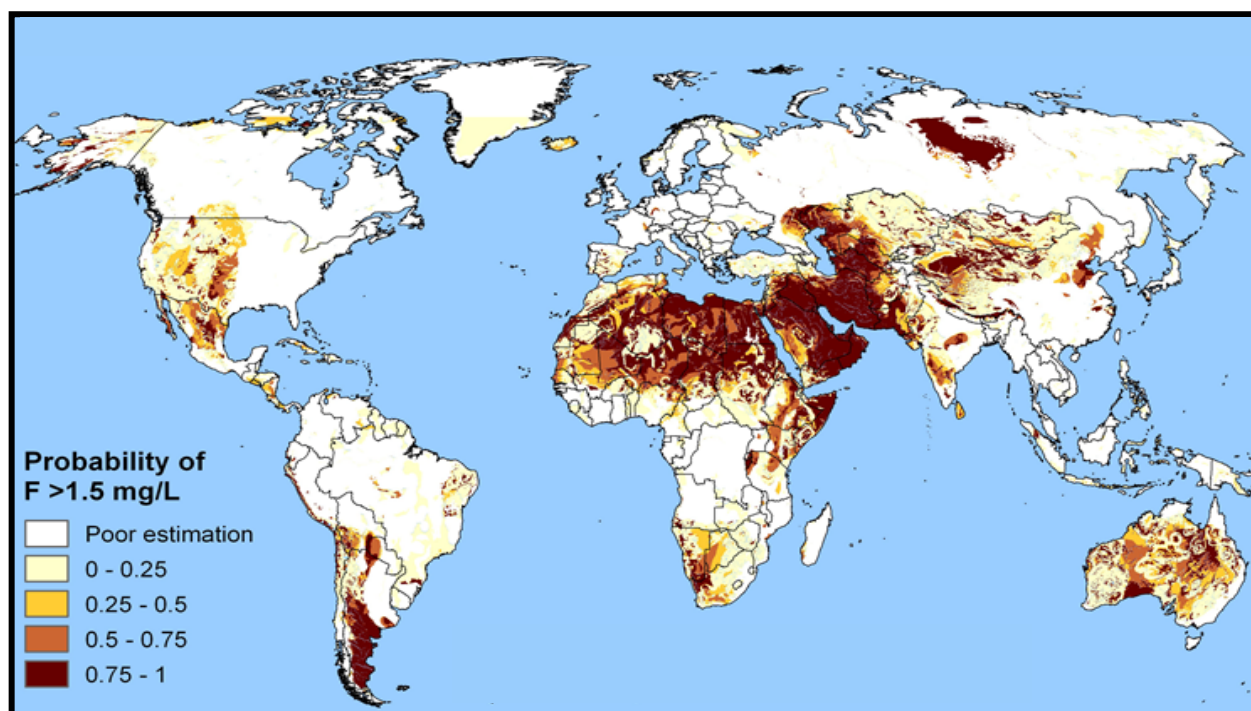 Probability of
F >1.5 mg/L
Poor estimation
0 - 0.25
0.25 - 0.5
0.5 - 0.75
0.75 - 1